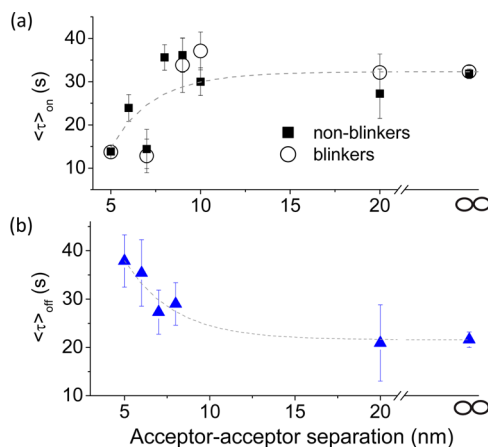 (a)
40
30
20
10
<τ>on (s)
non-blinkers
blinkers
5
10
15
20
∞
(b)
50
40
30
20
10
<τ>off (s)
5
10
15
20
∞
Acceptor-acceptor separation (nm)